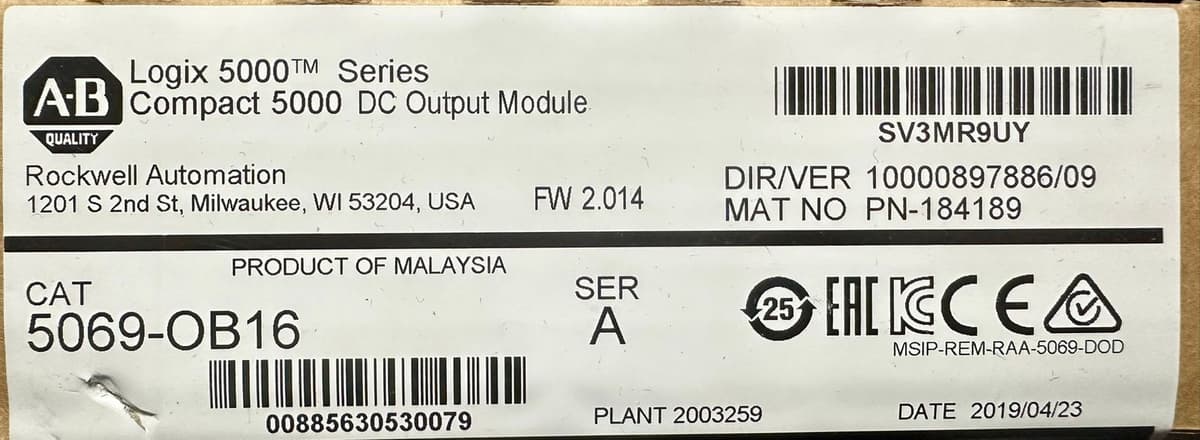 A-B
QUALITY
Logix 5000™ Series
Compact 5000 DC Output Module
SV3MR9UY
Rockwell Automation
1201 S 2nd St, Milwaukee, WI 53204, USA
FW 2.014
DIR/VER 10000897886/09
MAT NO PN-184189
PRODUCT OF MALAYSIA
CAT
5069-OB16
00885630530079
SER
A
PLANT 2003259
25
EAC
CE
MSIP-REM-RAA-5069-DOD
DATE 2019/04/23